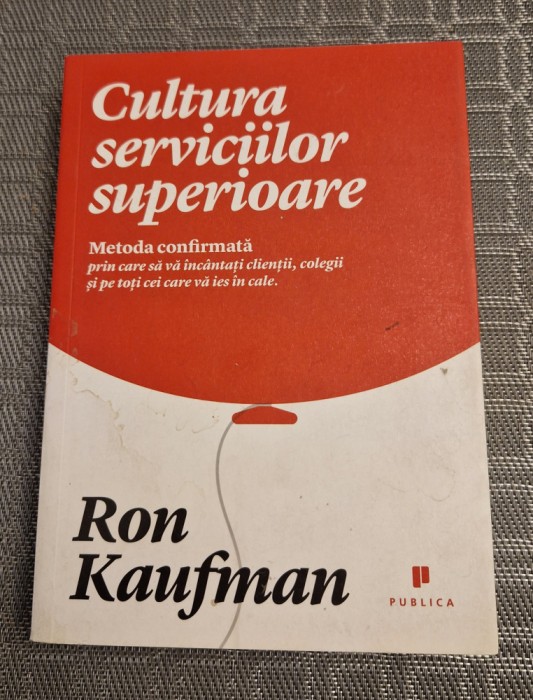 Cultura
serviciilor
superioare
Metoda confirmată
prin care să vă încântați clienții, colegii
și pe toți cei care vă ies în cale.
Ron
Kaufman
PUBLICA